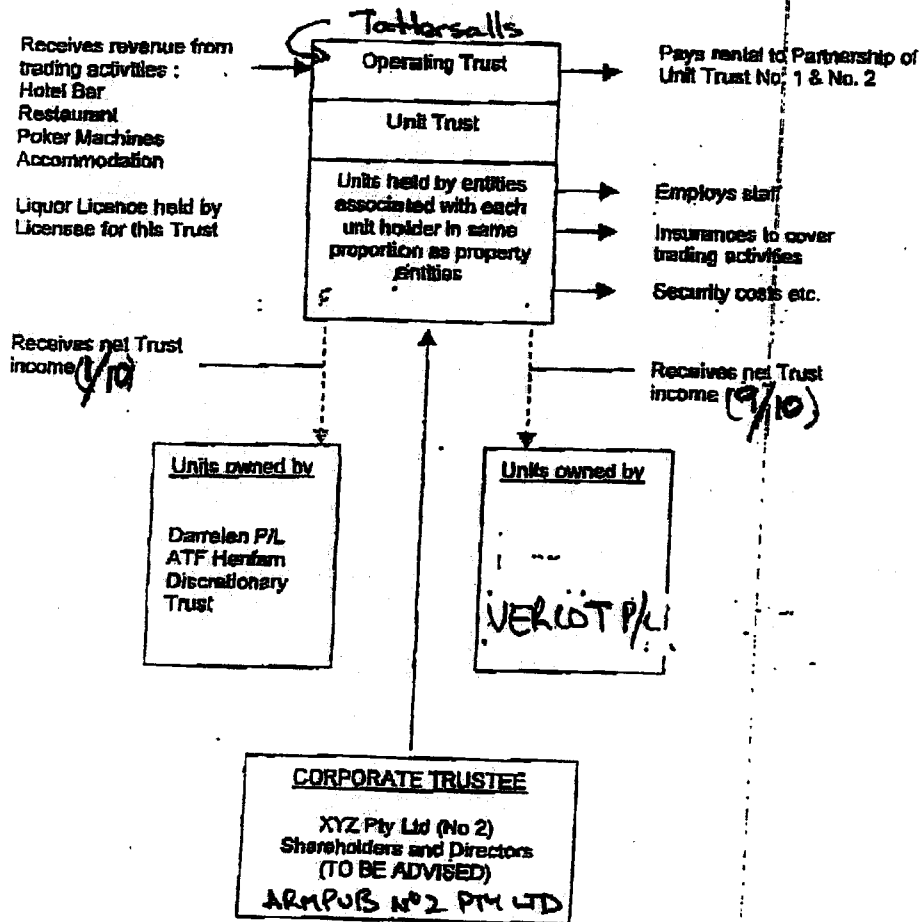 Tattersalls
Receives revenue from
trading activities :
Hotel Bar
Restaurant
Poker Machines
Accommodation
Liquor Licence held by
Licensee for this Trust
Operating Trust
Unit Trust
Units held by entities
associated with each
unit holder in same
proportion as property
entities
Pays rental to Partnership of
Unit Trust No. 1 & No. 2
Employs staff
Insurances to cover
trading activities
Security costs etc.
Receives net Trust
income (1/10)
Receives net Trust
income (9/10)
Units owned by
Darrelen P/L
ATF Henfam
Discretionary
Trust
Units owned by
VERCOT P/L
CORPORATE TRUSTEE
XYZ Pty Ltd (No 2)
Shareholders and Directors
(TO BE ADVISED)
ARMPUB No 2 PTY LTD